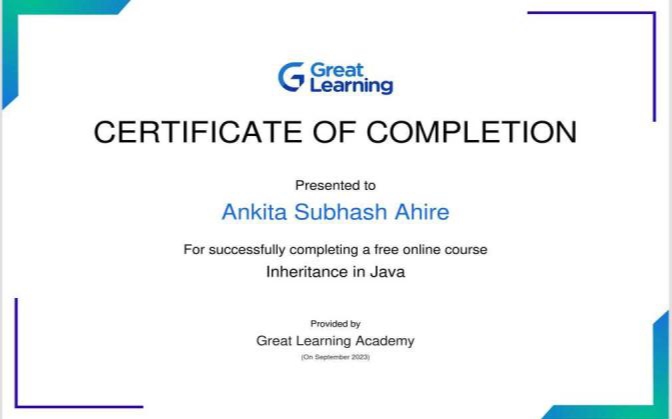 Great
Learning
CERTIFICATE OF COMPLETION
Presented to
Ankita Subhash Ahire
For successfully completing a free online course
Inheritance in Java
Provided by
Great Learning Academy
(On September 2023)